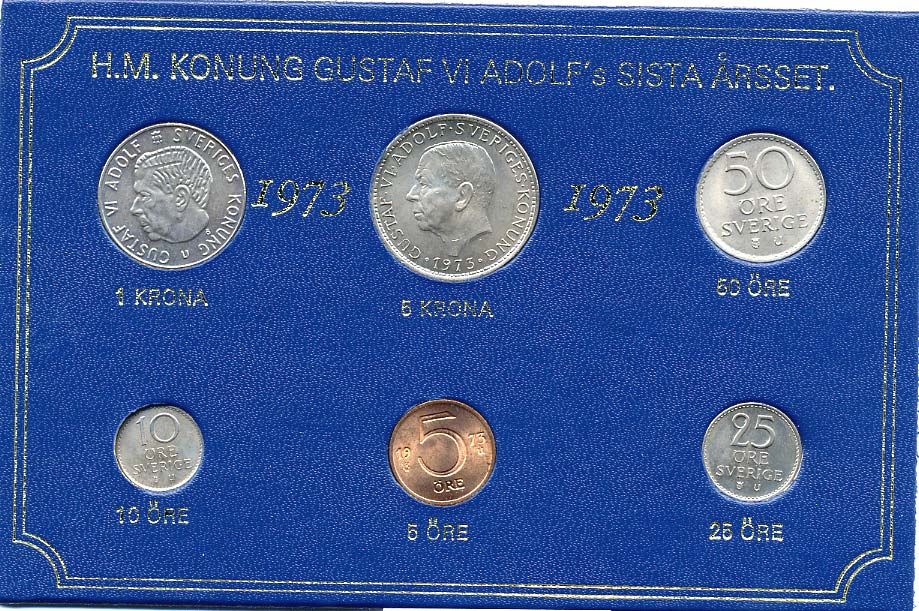 H.M. KONUNG GUSTAF VI ADOLF's SISTA ÅRSSET.
GUSTAF VI ADOLF SVERIGES KONUNG U
1973
GUSTAF·VI·ADOLF·SVERIGES·KONUNG
·1973·
1973
50
ÖRE
SVERIGE
U
1 KRONA
5 KRONA
50 ÖRE
10
ÖRE
SVERIGE
U
1973
5
U
ÖRE
25
ÖRE
SVERIGE
U
10 ÖRE
5 ÖRE
25 ÖRE